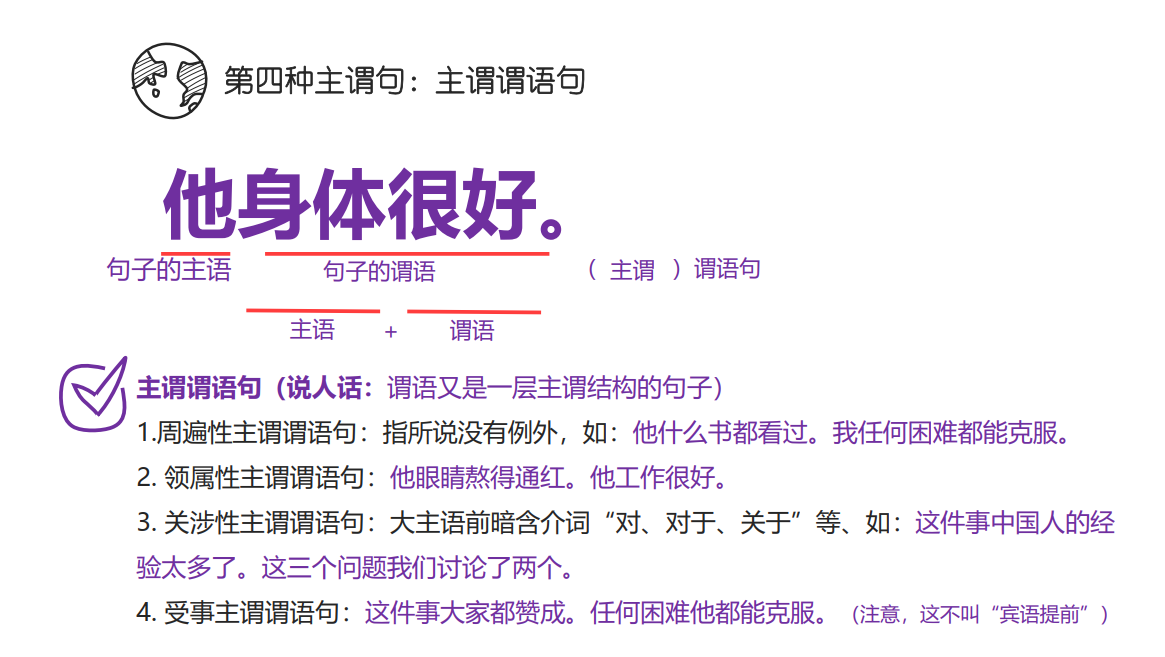 第四种主谓句：主谓谓语句
他身体很好。
句子的主语 句子的谓语 （ 主谓 ）谓语句
主语 + 谓语
主谓谓语句（说人话：谓语又是一层主谓结构的句子）
1.周遍性主谓谓语句：指所说没有例外，如：他什么书都看过。我任何困难都能克服。
2. 领属性主谓谓语句：他眼睛熬得通红。他工作很好。
3. 关涉性主谓谓语句：大主语前暗含介词“对、对于、关于”等、如：这件事中国人的经
验太多了。这三个问题我们讨论了两个。
4. 受事主谓谓语句：这件事大家都赞成。任何困难他都能克服。（注意，这不叫“宾语提前”）